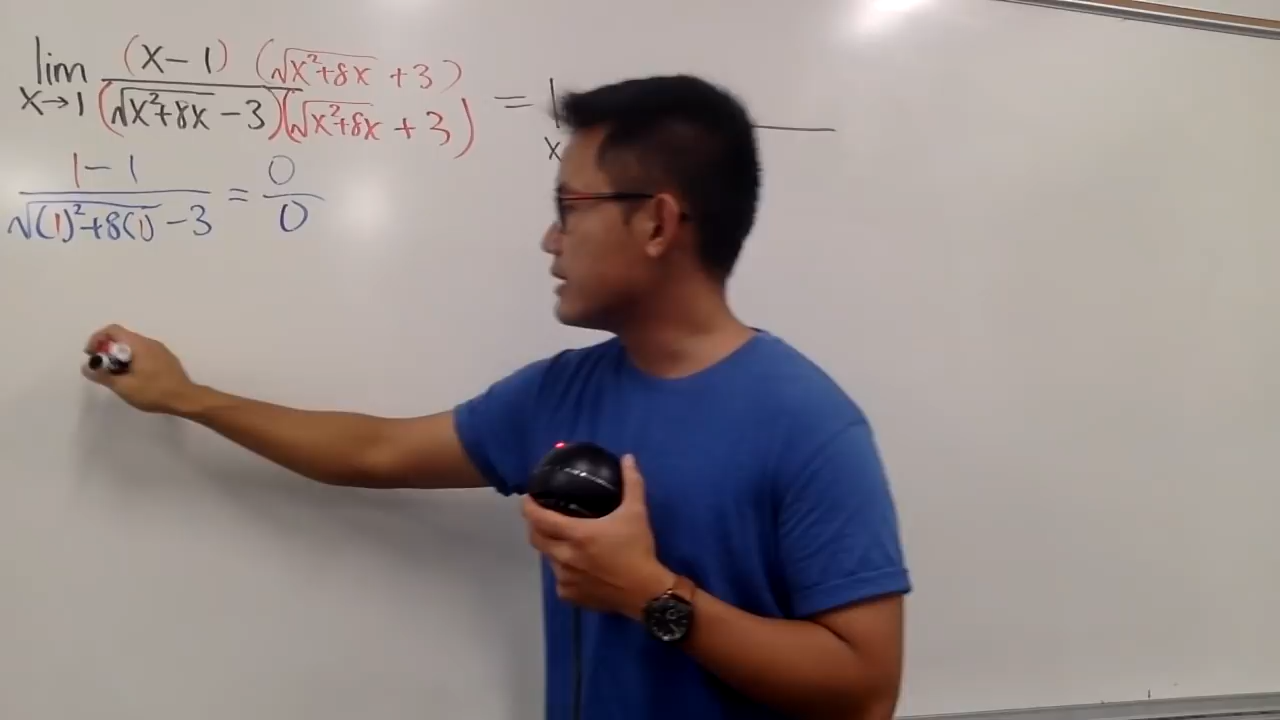 lim (x-1) (√x²+8x +3)
x→1 (√x²+8x -3)(√x²+8x +3) =
1-1
√(1)²+8(1) -3 = 0
0